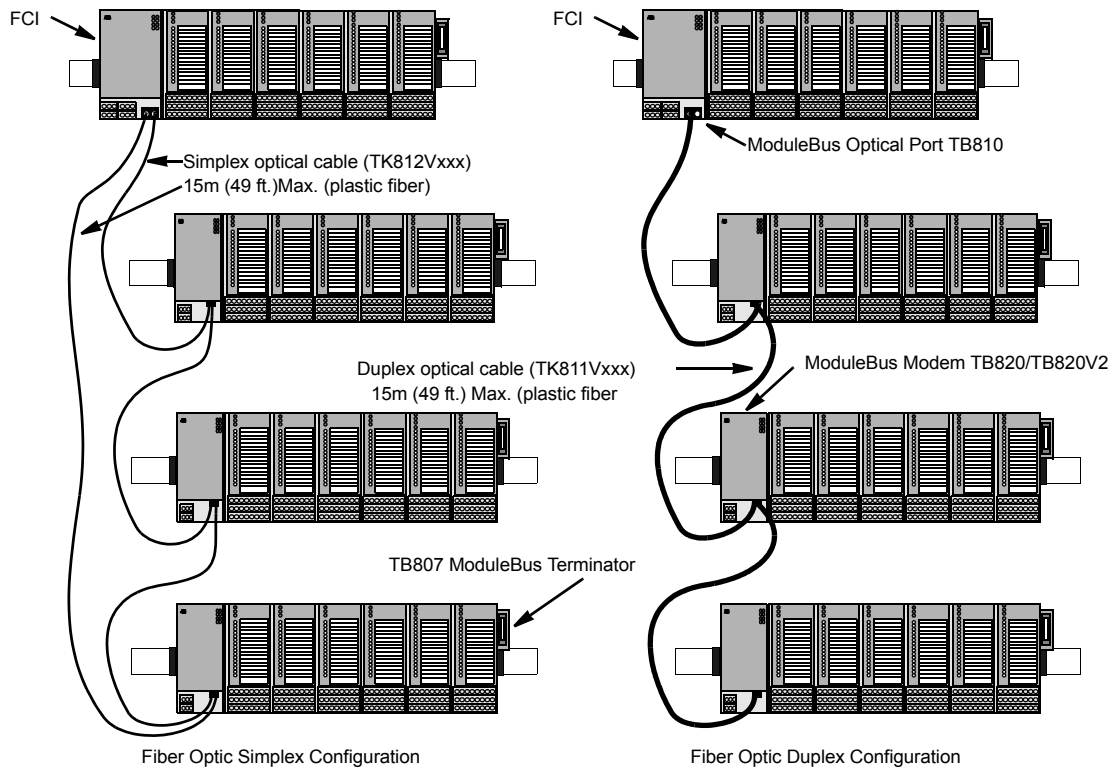 FCI
FCI
ModuleBus Optical Port TB810
Simplex optical cable (TK812Vxxx)
15m (49 ft.)Max. (plastic fiber)
Duplex optical cable (TK811Vxxx)
15m (49 ft.) Max. (plastic fiber
ModuleBus Modem TB820/TB820V2
TB807 ModuleBus Terminator
Fiber Optic Simplex Configuration
Fiber Optic Duplex Configuration